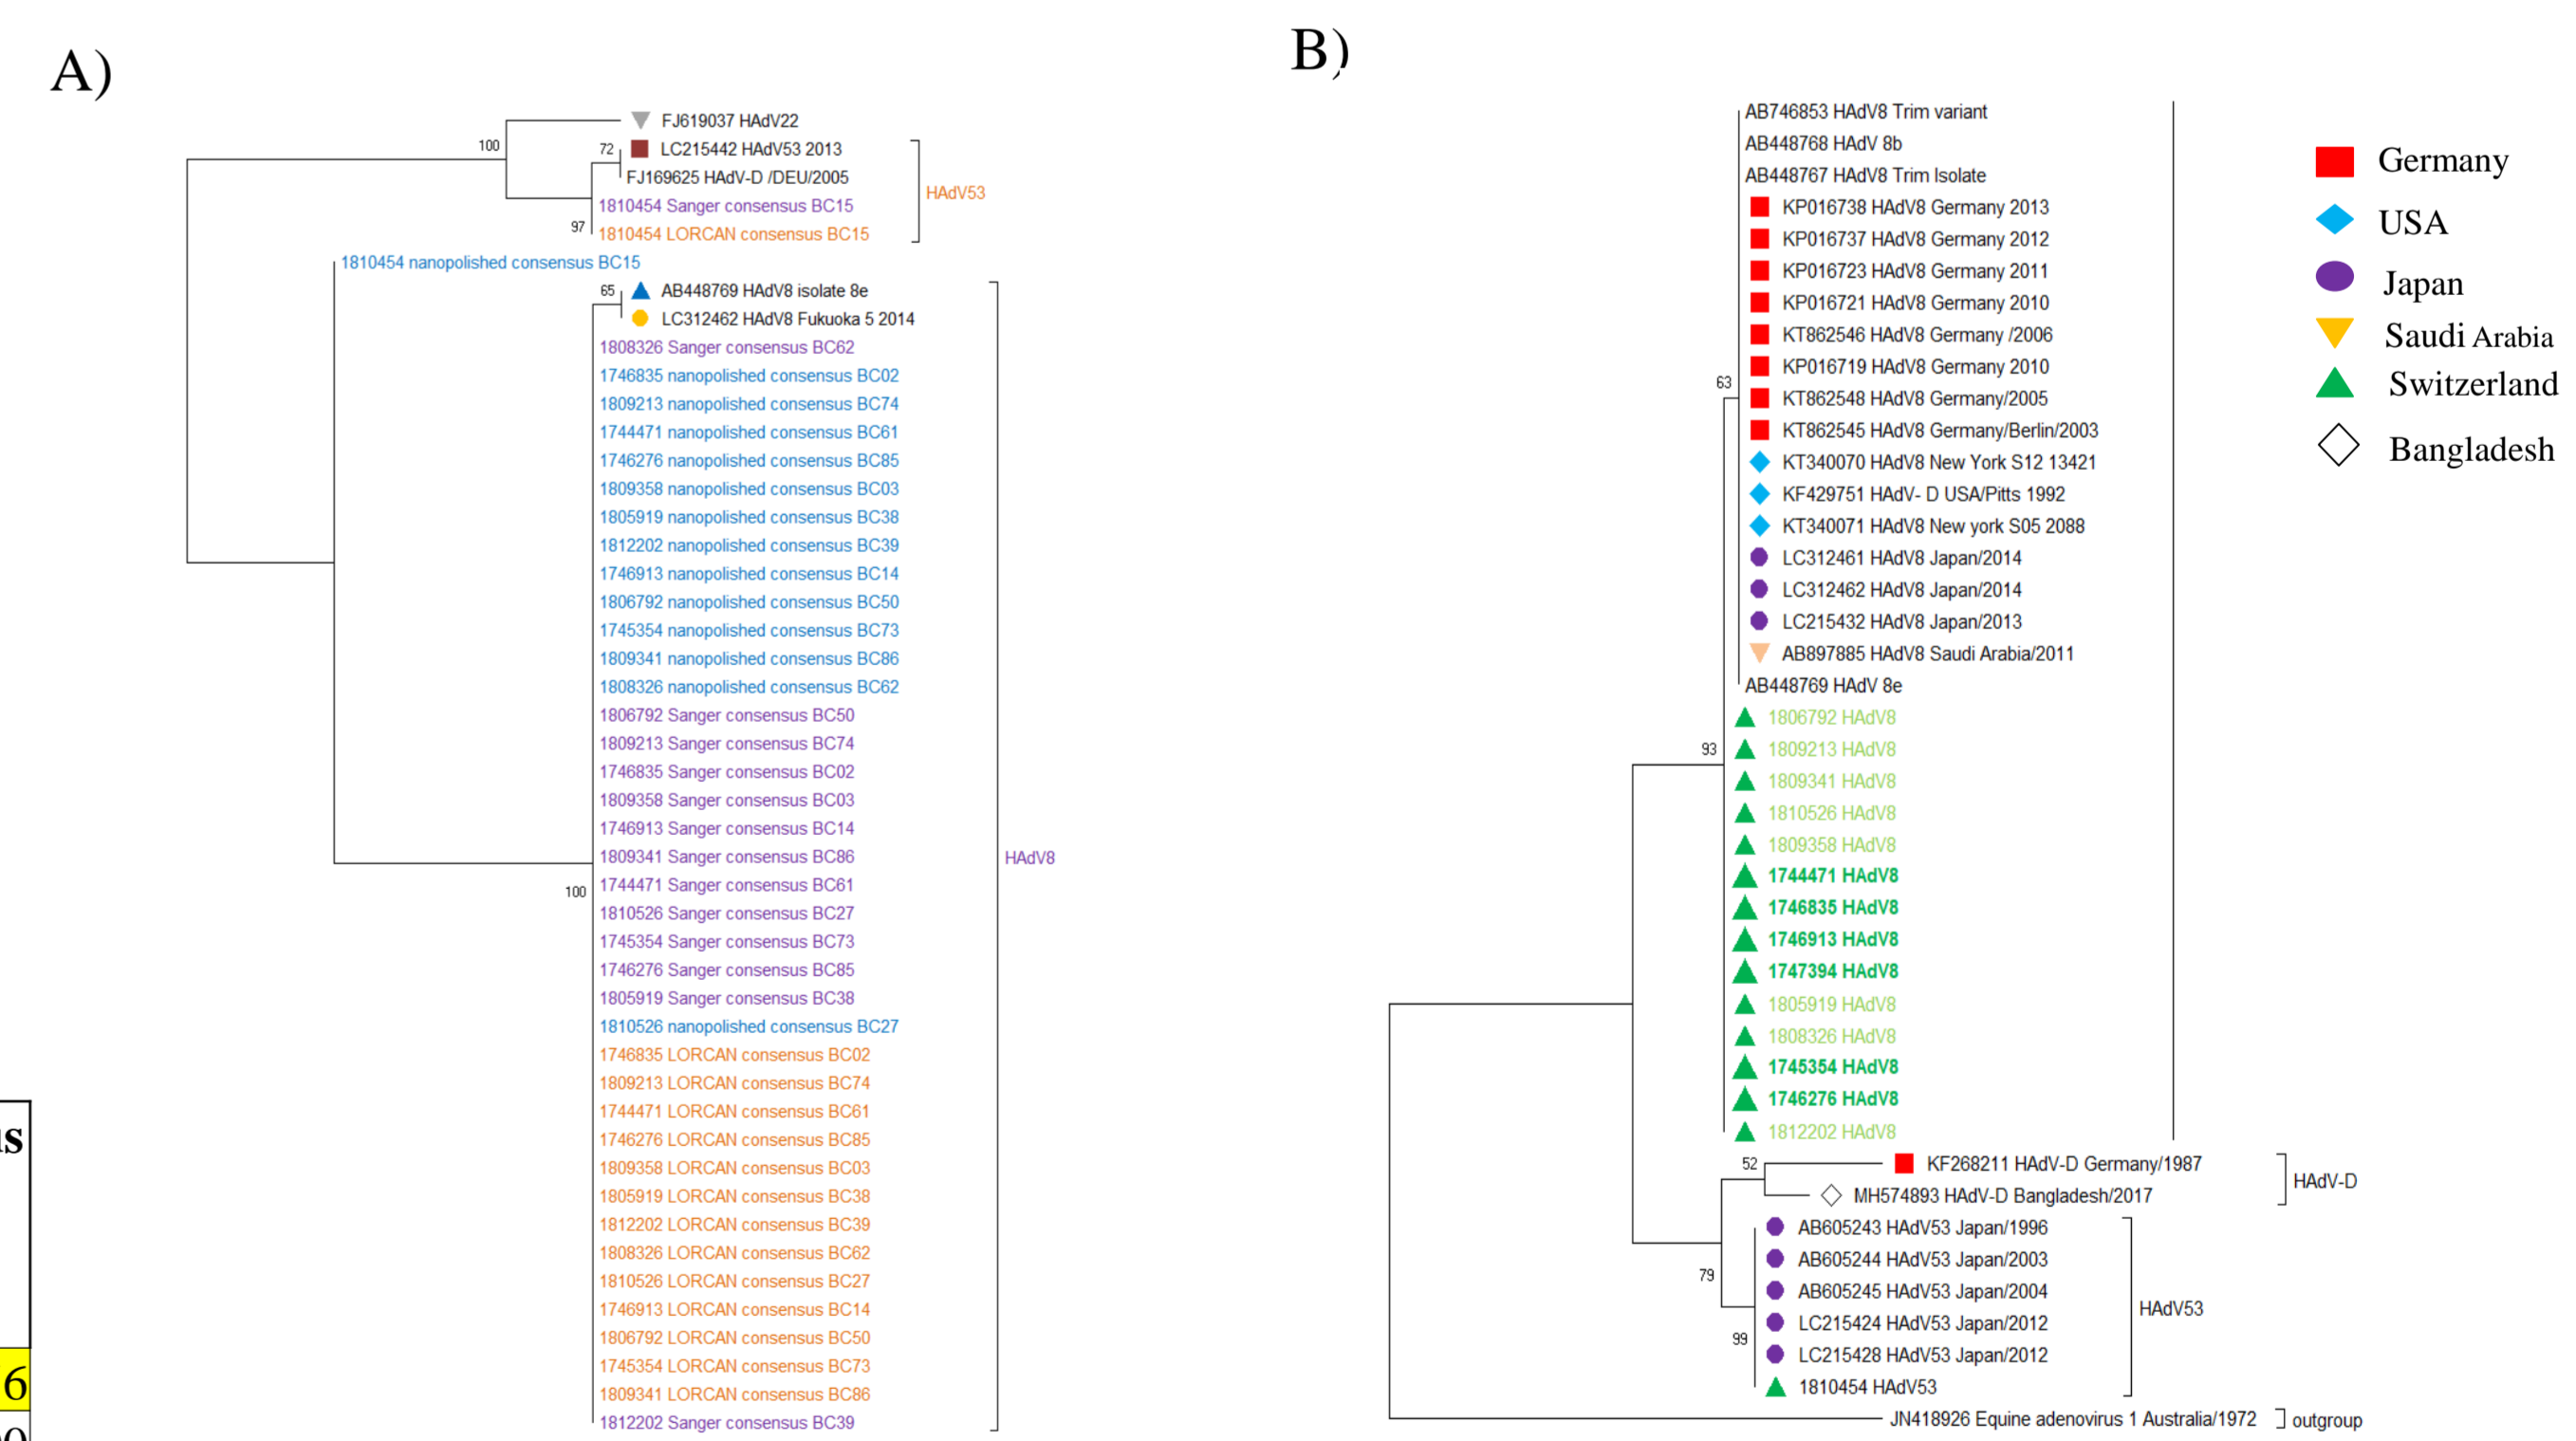 A)
100
FJ619037 HAdV22
72
LC215442 HAdV53 2013
FJ169625 HAdV-D /DEU/2005
1810454 Sanger consensus BC15
97
1810454 LORCAN consensus BC15
HAdV53
1810454 nanopolished consensus BC15
65
AB448769 HAdV8 isolate 8e
LC312462 HAdV8 Fukuoka 5 2014
1808326 Sanger consensus BC62
1746835 nanopolished consensus BC02
1809213 nanopolished consensus BC74
1744471 nanopolished consensus BC61
1746276 nanopolished consensus BC85
1809358 nanopolished consensus BC03
1805919 nanopolished consensus BC38
1812202 nanopolished consensus BC39
1746913 nanopolished consensus BC14
1806792 nanopolished consensus BC50
1745354 nanopolished consensus BC73
1809341 nanopolished consensus BC86
1808326 nanopolished consensus BC62
1806792 Sanger consensus BC50
1809213 Sanger consensus BC74
1746835 Sanger consensus BC02
1809358 Sanger consensus BC03
1746913 Sanger consensus BC14
1809341 Sanger consensus BC86
1744471 Sanger consensus BC61
1810526 Sanger consensus BC27
1745354 Sanger consensus BC73
1746276 Sanger consensus BC85
1805919 Sanger consensus BC38
1810526 nanopolished consensus BC27
1746835 LORCAN consensus BC02
1809213 LORCAN consensus BC74
1744471 LORCAN consensus BC61
1746276 LORCAN consensus BC85
1809358 LORCAN consensus BC03
1805919 LORCAN consensus BC38
1812202 LORCAN consensus BC39
1808326 LORCAN consensus BC62
1810526 LORCAN consensus BC27
1746913 LORCAN consensus BC14
1806792 LORCAN consensus BC50
1745354 LORCAN consensus BC73
1809341 LORCAN consensus BC86
1812202 Sanger consensus BC39
100
HAdV8
6
B)
AB746853 HAdV8 Trim variant
AB448768 HAdV 8b
AB448767 HAdV8 Trim Isolate
KP016738 HAdV8 Germany 2013
KP016737 HAdV8 Germany 2012
KP016723 HAdV8 Germany 2011
KP016721 HAdV8 Germany 2010
KT862546 HAdV8 Germany /2006
KP016719 HAdV8 Germany 2010
63
KT862548 HAdV8 Germany/2005
KT862545 HAdV8 Germany/Berlin/2003
KT340070 HAdV8 New York S12 13421
KF429751 HAdV- D USA/Pitts 1992
KT340071 HAdV8 New york S05 2088
LC312461 HAdV8 Japan/2014
LC312462 HAdV8 Japan/2014
LC215432 HAdV8 Japan/2013
AB897885 HAdV8 Saudi Arabia/2011
AB448769 HAdV 8e
1806792 HAdV8
93
1809213 HAdV8
1809341 HAdV8
1810526 HAdV8
1809358 HAdV8
1744471 HAdV8
1746835 HAdV8
1746913 HAdV8
1747394 HAdV8
1805919 HAdV8
1808326 HAdV8
1745354 HAdV8
1746276 HAdV8
1812202 HAdV8
52
KF268211 HAdV-D Germany/1987
MH574893 HAdV-D Bangladesh/2017
HAdV-D
AB605243 HAdV53 Japan/1996
AB605244 HAdV53 Japan/2003
79
AB605245 HAdV53 Japan/2004
LC215424 HAdV53 Japan/2012
99
LC215428 HAdV53 Japan/2012
1810454 HAdV53
HAdV53
JN418926 Equine adenovirus 1 Australia/1972
outgroup
Germany
USA
Japan
Saudi Arabia
Switzerland
Bangladesh